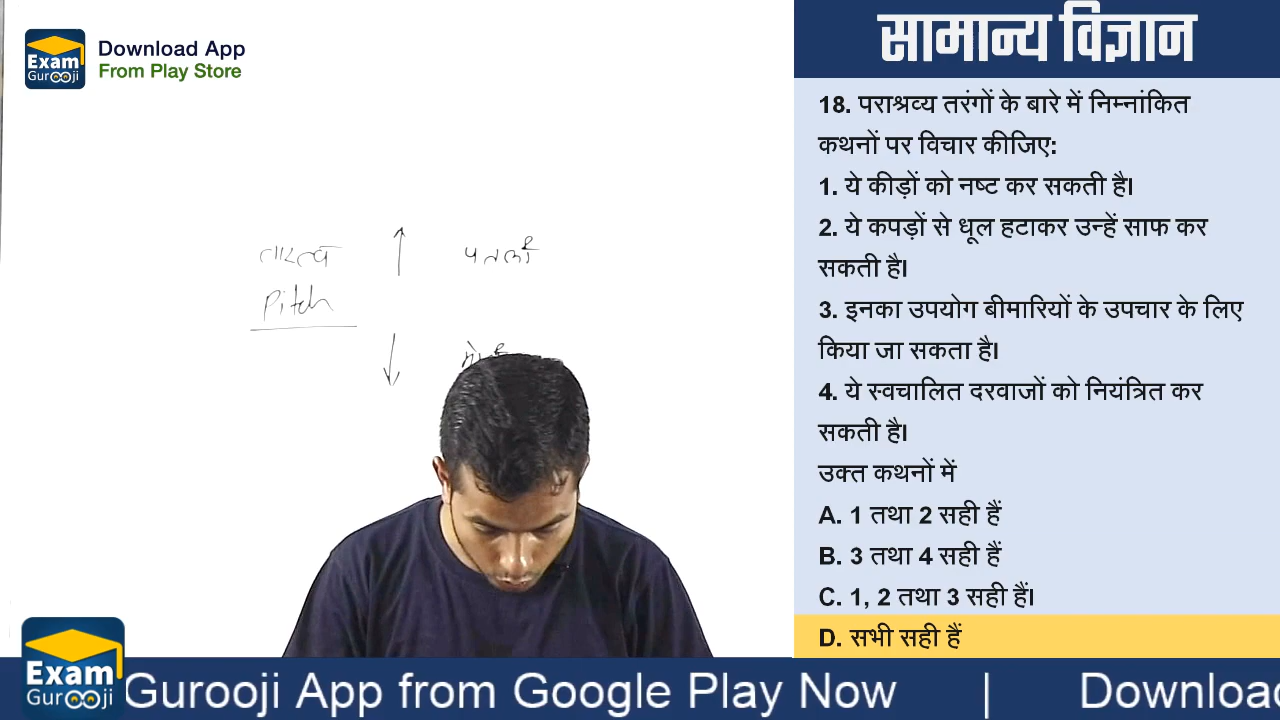 Exam
Gurooji
Download App
From Play Store
सामान्य विज्ञान
18. पराश्रव्य तरंगों के बारे में निम्नांकित
कथनों पर विचार कीजिए:
1. ये कीड़ों को नष्ट कर सकती है।
2. ये कपड़ों से धूल हटाकर उन्हें साफ कर
सकती है।
3. इनका उपयोग बीमारियों के उपचार के लिए
किया जा सकता है।
4. ये स्वचालित दरवाजों को नियंत्रित कर
सकती है।
उक्त कथनों में
A. 1 तथा 2 सही हैं
B. 3 तथा 4 सही हैं
C. 1, 2 तथा 3 सही हैं।
D. सभी सही हैं
तारत्व
Pitch
Exam
Gurooji
Gurooji App from Google Play Now | Download